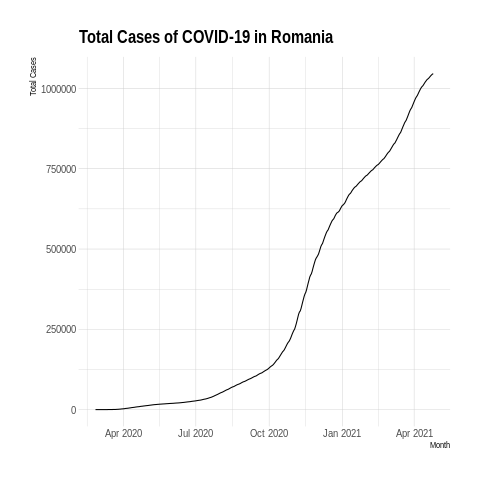 Total Cases of COVID-19 in Romania
Total Cases
1000000
750000
500000
250000
0
Apr 2020 Jul 2020 Oct 2020 Jan 2021 Apr 2021
Month